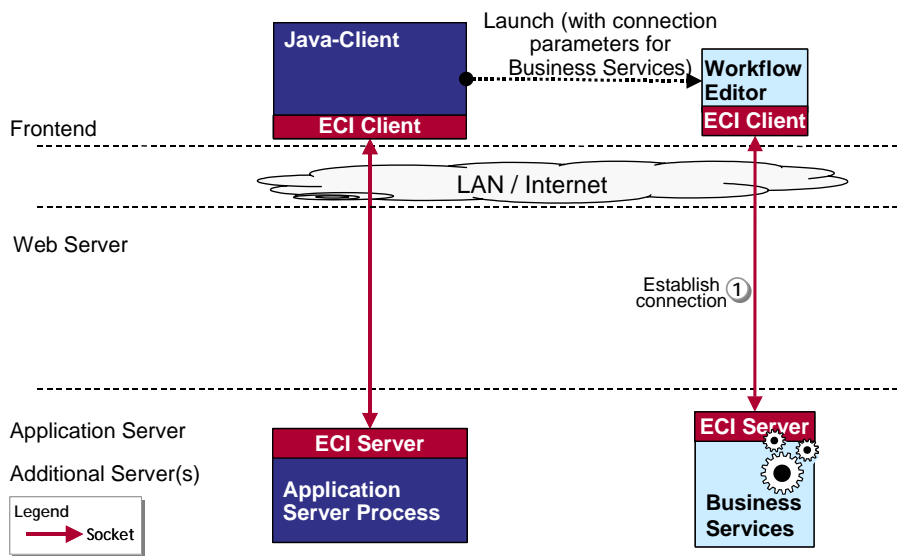 Java-Client
ECI Client
Launch (with connection
parameters for
Business Services)
Workflow
Editor
ECI Client
Frontend
LAN / Internet
Web Server
Establish
connection
1
Application Server
Additional Server(s)
ECI Server
Application
Server Process
ECI Server
Business
Services
Legend
Socket